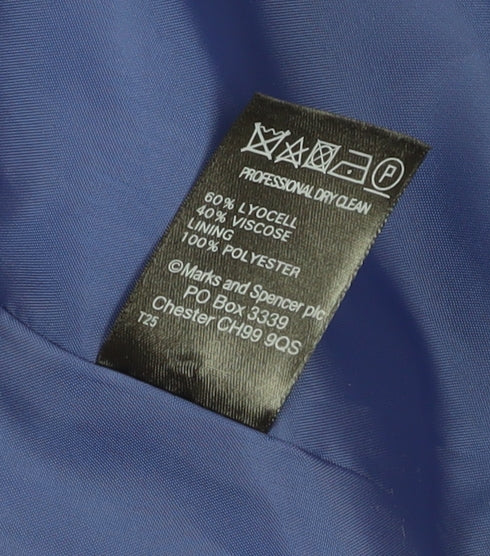 P
PROFESSIONAL DRY CLEAN
60% LYOCELL
40% VISCOSE
LINING
100% POLYESTER
©Marks and Spencer plc
PO Box 3339
Chester CH99 9QS
T25